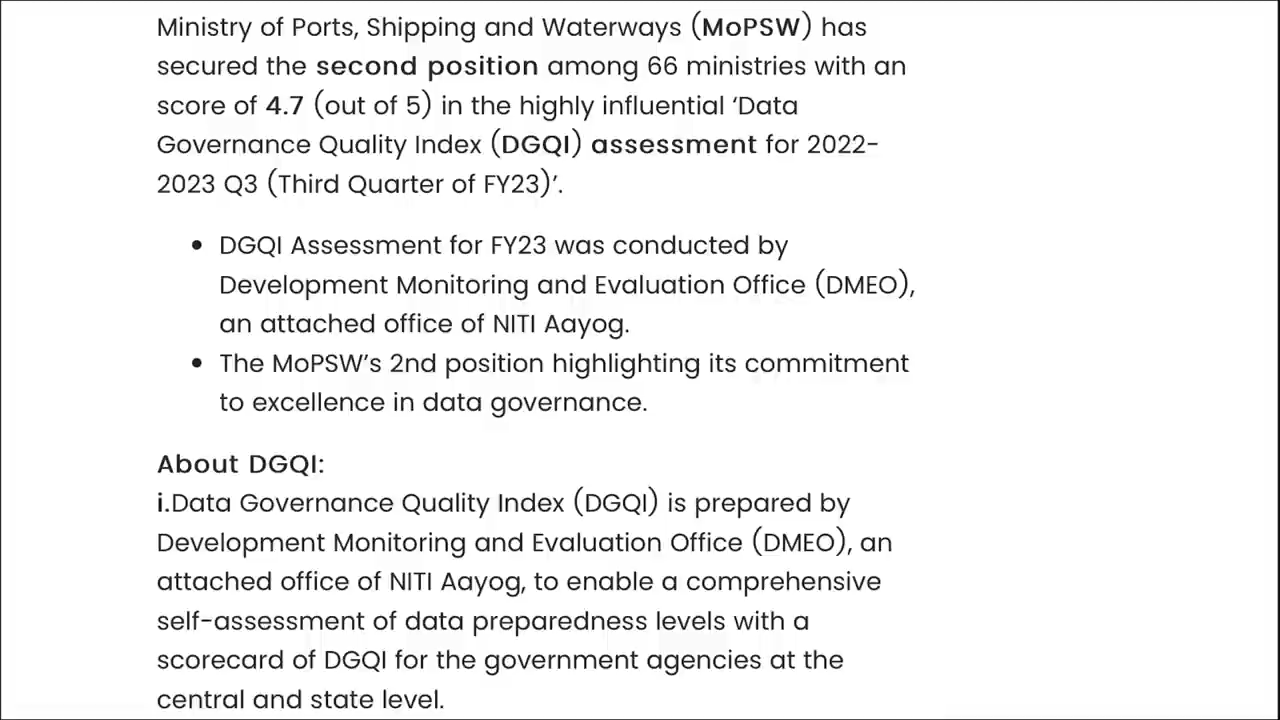 Ministry of Ports, Shipping and Waterways (MoPSW) has
secured the second position among 66 ministries with an
score of 4.7 (out of 5) in the highly influential ‘Data
Governance Quality Index (DGQI) assessment for 2022-
2023 Q3 (Third Quarter of FY23)’.
• DGQI Assessment for FY23 was conducted by
Development Monitoring and Evaluation Office (DMEO),
an attached office of NITI Aayog.
• The MoPSW’s 2nd position highlighting its commitment
to excellence in data governance.
About DGQI:
i.Data Governance Quality Index (DGQI) is prepared by
Development Monitoring and Evaluation Office (DMEO), an
attached office of NITI Aayog, to enable a comprehensive
self-assessment of data preparedness levels with a
scorecard of DGQI for the government agencies at the
central and state level.